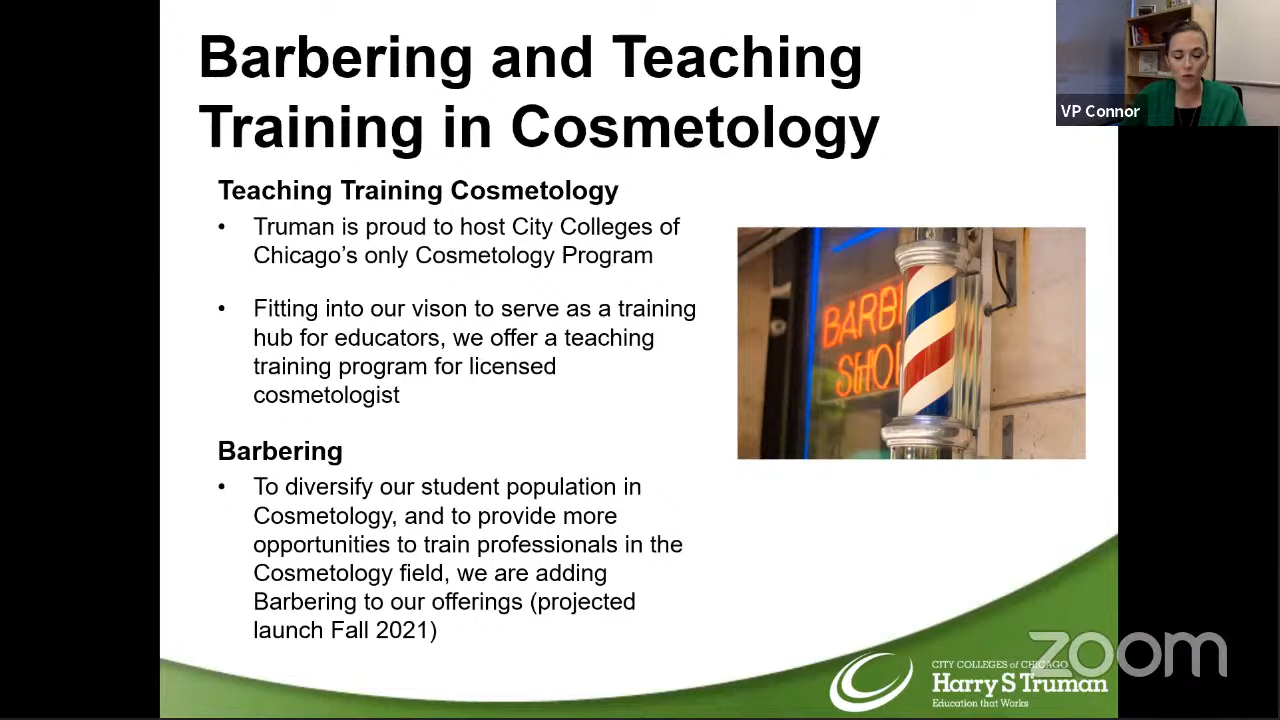 Barbering and Teaching
Training in Cosmetology
VP Connor
Teaching Training Cosmetology
• Truman is proud to host City Colleges of
Chicago’s only Cosmetology Program
• Fitting into our vison to serve as a training
hub for educators, we offer a teaching
training program for licensed
cosmetologist
BARB
SHO
Barbering
• To diversify our student population in
Cosmetology, and to provide more
opportunities to train professionals in the
Cosmetology field, we are adding
Barbering to our offerings (projected
launch Fall 2021)
zoom
CITY COLLEGES of CHICAGO
Harry S Truman
Education that Works